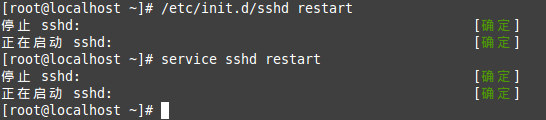 [root@localhost ~]# /etc/init.d/sshd restart
停止 sshd: [确定]
正在启动 sshd: [确定]
[root@localhost ~]# service sshd restart
停止 sshd: [确定]
正在启动 sshd: [确定]
[root@localhost ~]#